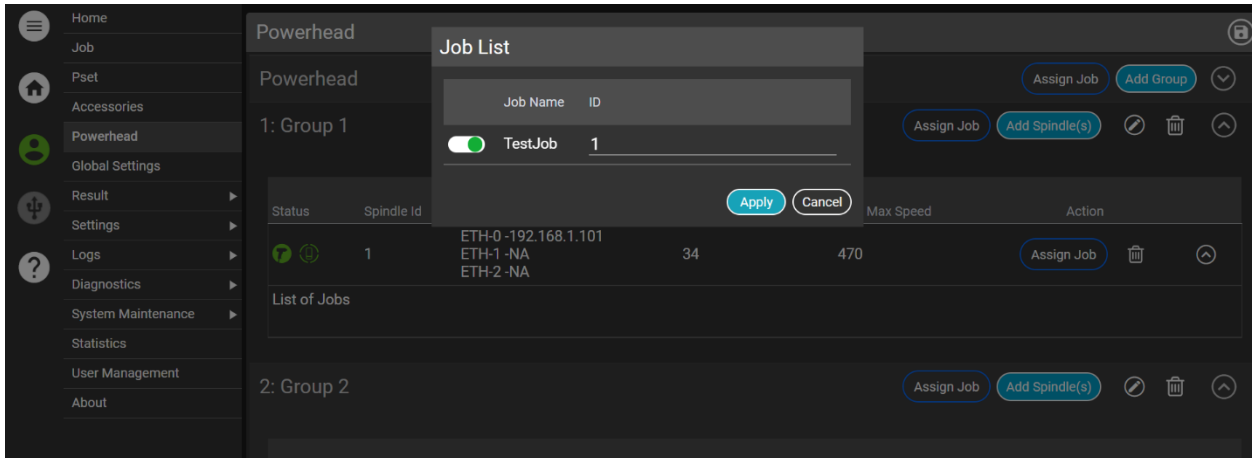 Home
Job
Pset
Accessories
Powerhead
Global Settings
Result
Settings
Logs
Diagnostics
System Maintenance
Statistics
User Management
About
Powerhead
Powerhead
Assign Job
Add Group
1: Group 1
Assign Job
Add Spindle(s)
Job List
Job Name ID
TestJob 1
Apply
Cancel
Status Spindle Id Max Speed Action
1
ETH-0 -192.168.1.101
ETH-1 -NA
ETH-2 -NA
34
470
Assign Job
List of Jobs
2: Group 2
Assign Job
Add Spindle(s)